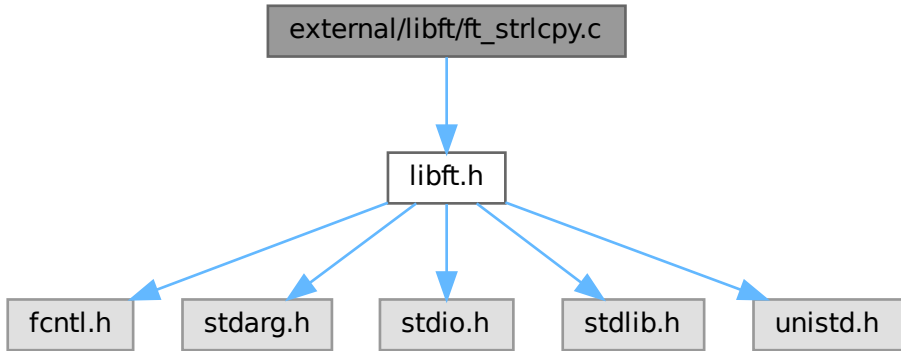 external/libft/ft_strlcpy.c
libft.h
fcntl.h
stdarg.h
stdio.h
stdlib.h
unistd.h